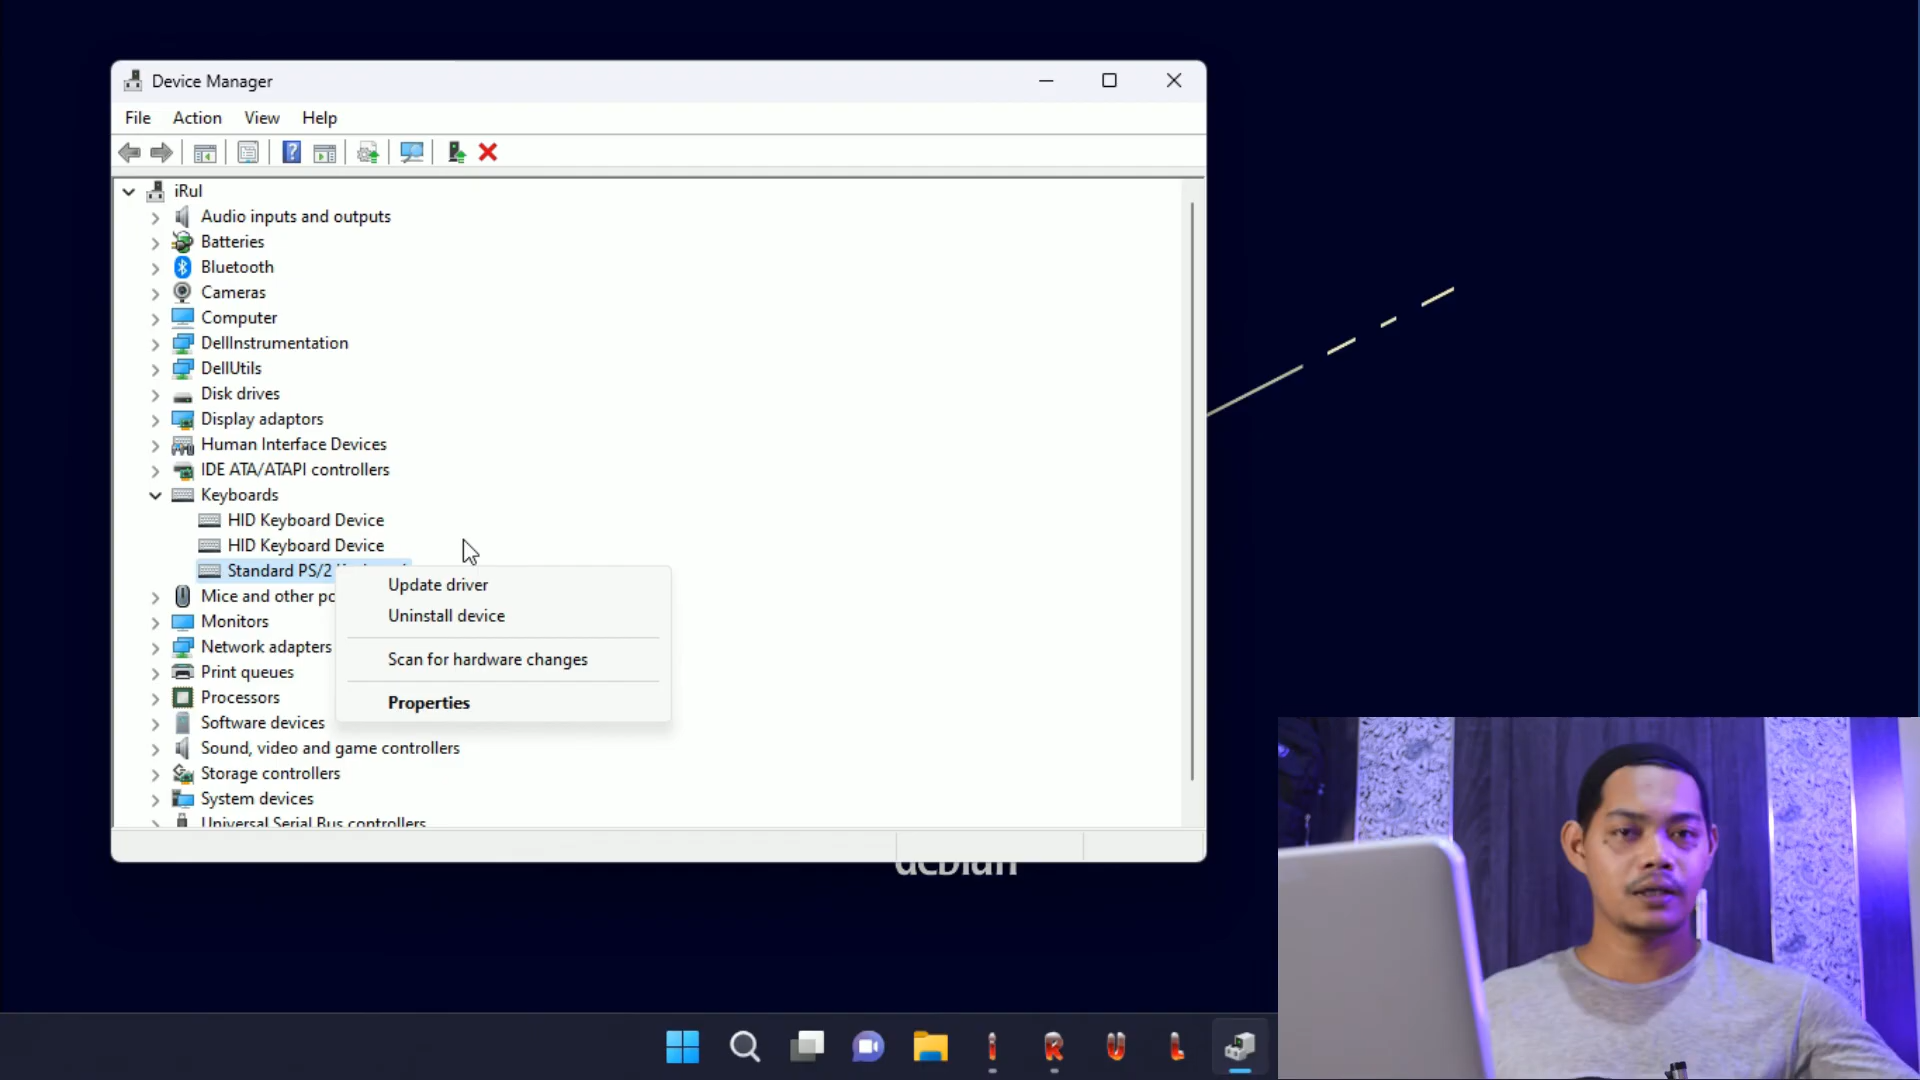 Device Manager
File Action View Help
iRul
Audio inputs and outputs
Batteries
Bluetooth
Cameras
Computer
DellInstrumentation
DellUtils
Disk drives
Display adaptors
Human Interface Devices
IDE ATA/ATAPI controllers
Keyboards
HID Keyboard Device
HID Keyboard Device
Standard PS/2
Update driver
Mice and other po
Uninstall device
Monitors
Network adapters
Scan for hardware changes
Print queues
Processors
Properties
Software devices
Sound, video and game controllers
Storage controllers
System devices
Universal Serial Bus controllers
debian
i R U L